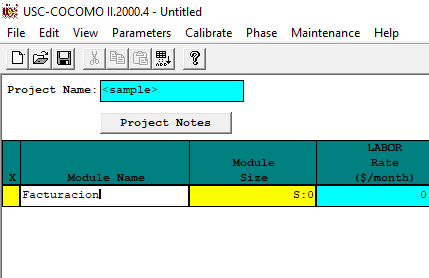 USC-COCOMO II.2000.4 - Untitled
File Edit View Parameters Calibrate Phase Maintenance Help
Project Name: <sample>
Project Notes
X Module Name Module Size LABOR Rate ($/month)
Facturacion S:0 0